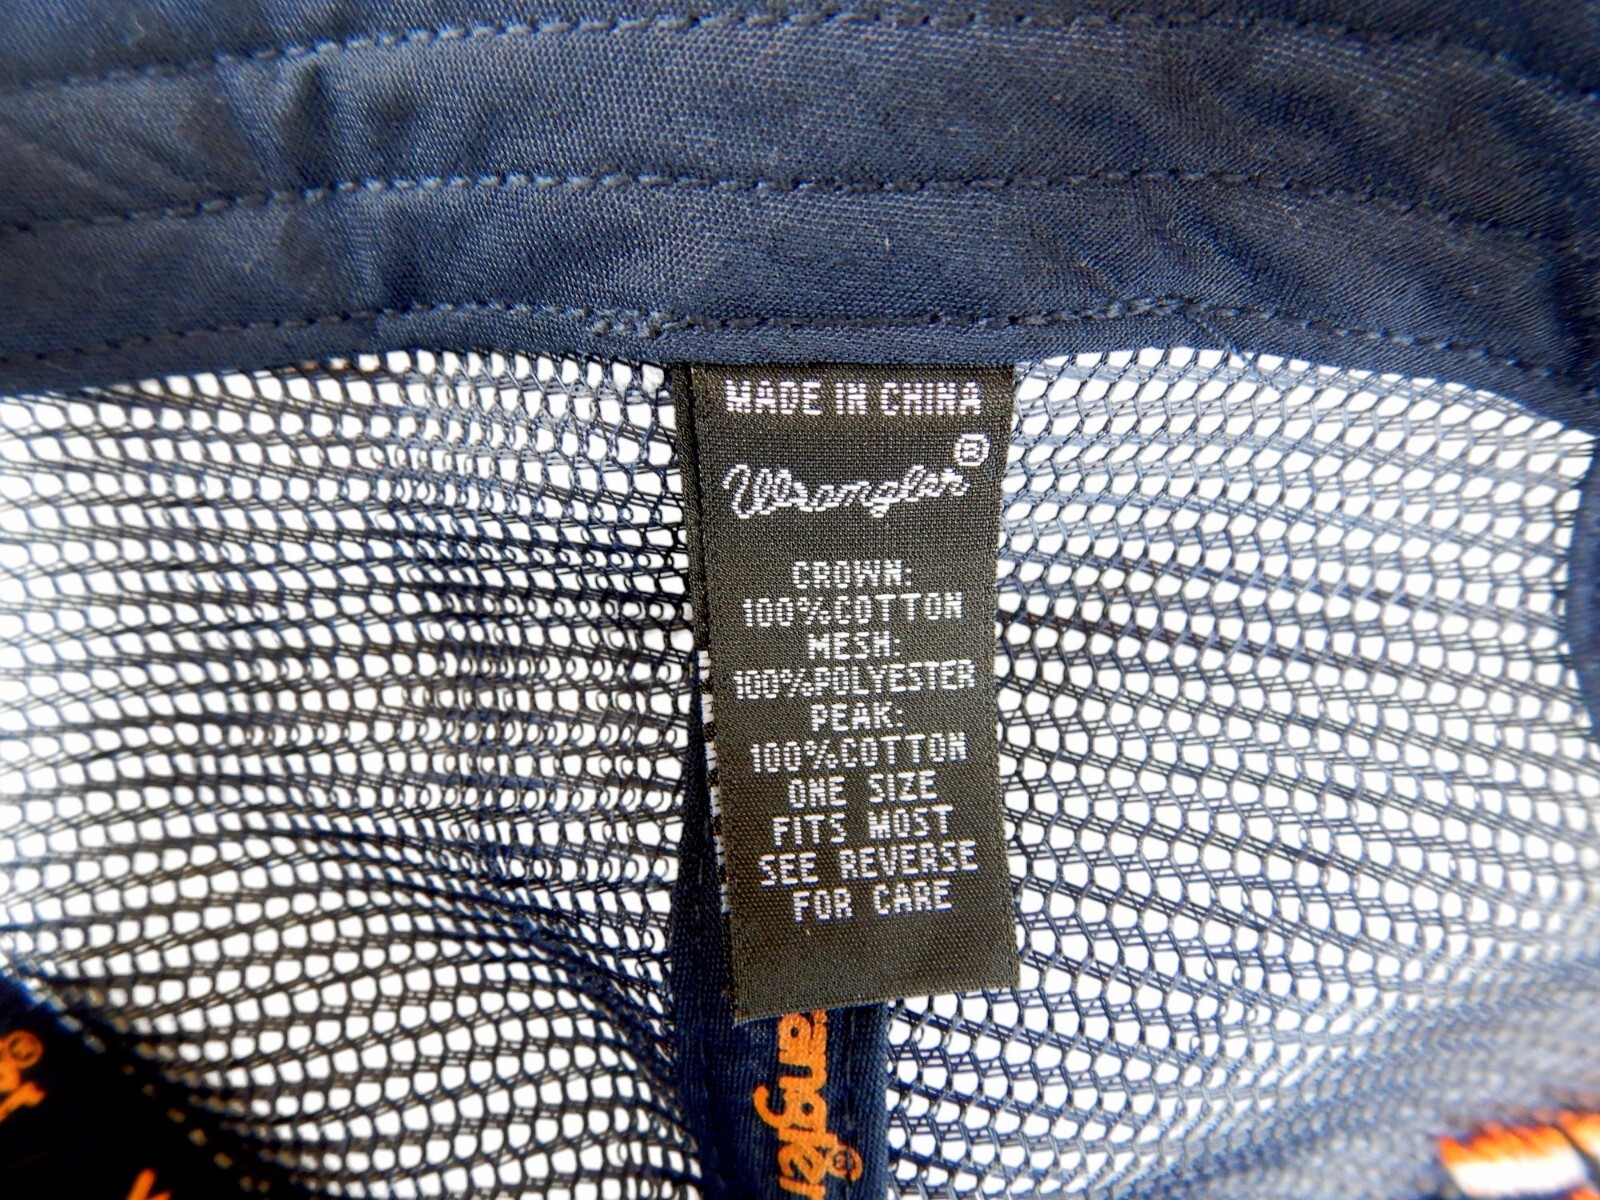 MADE IN CHINA
Wrangler®
CROWN:
100%COTTON
MESH:
100%POLYESTER
PEAK:
100%COTTON
ONE SIZE
FITS MOST
SEE REVERSE
FOR CARE
angler®